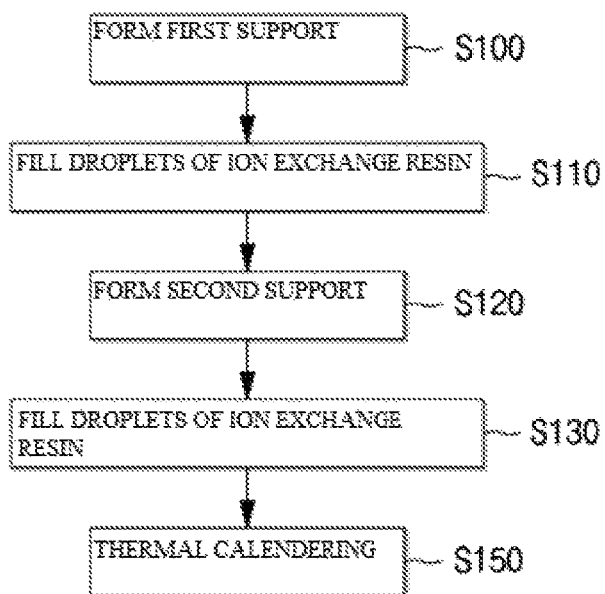 FORM FIRST SUPPORT
S100
FILL DROPLETS OF ION EXCHANGE RESIN
S110
FORM SECOND SUPPORT
S120
FILL DROPLETS OF ION EXCHANGE
RESIN
S130
THERMAL CALENDERING
S150